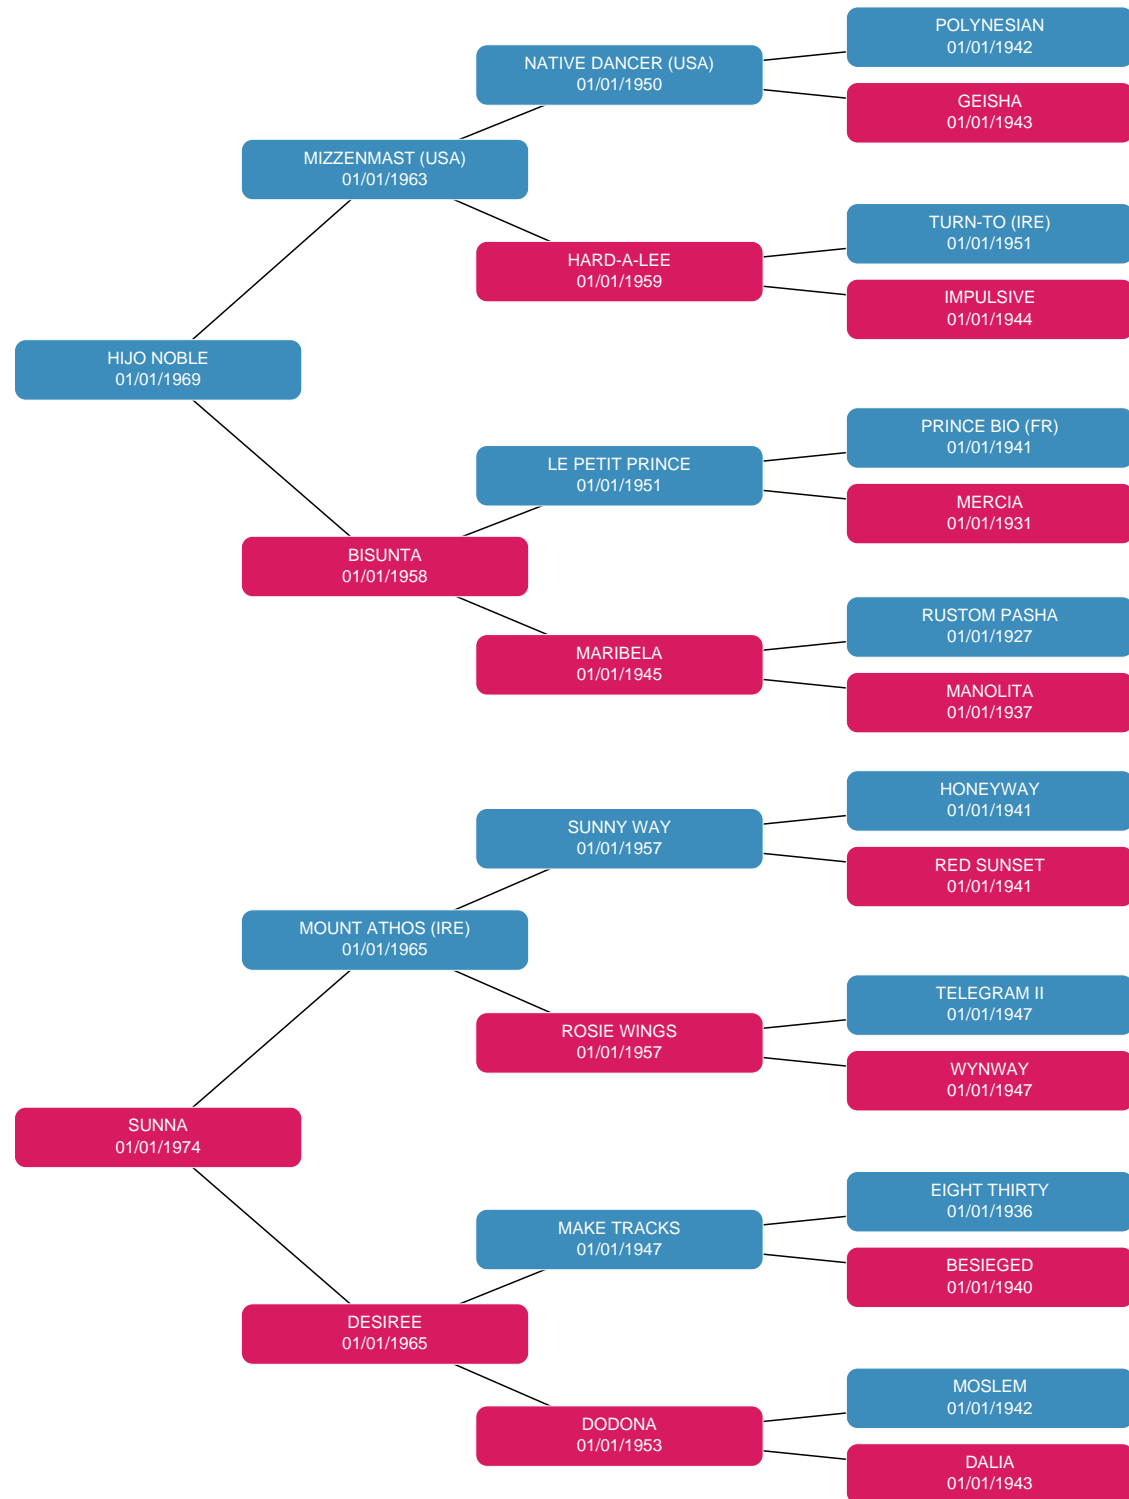 POLYNESIAN
01/01/1942
NATIVE DANCER (USA)
01/01/1950
GEISHA
01/01/1943
MIZZENMAST (USA)
01/01/1963
TURN-TO (IRE)
01/01/1951
HARD-A-LEE
01/01/1959
IMPULSIVE
01/01/1944
HIJO NOBLE
01/01/1969
PRINCE BIO (FR)
01/01/1941
LE PETIT PRINCE
01/01/1951
MERCIA
01/01/1931
BISUNTA
01/01/1958
RUSTOM PASHA
01/01/1927
MARIBELA
01/01/1945
MANOLITA
01/01/1937
HONEYWAY
01/01/1941
SUNNY WAY
01/01/1957
RED SUNSET
01/01/1941
MOUNT ATHOS (IRE)
01/01/1965
TELEGRAM II
01/01/1947
ROSIE WINGS
01/01/1957
WYNWAY
01/01/1947
SUNNA
01/01/1974
EIGHT THIRTY
01/01/1936
MAKE TRACKS
01/01/1947
BESIEGED
01/01/1940
DESIREE
01/01/1965
MOSLEM
01/01/1942
DODONA
01/01/1953
DALIA
01/01/1943